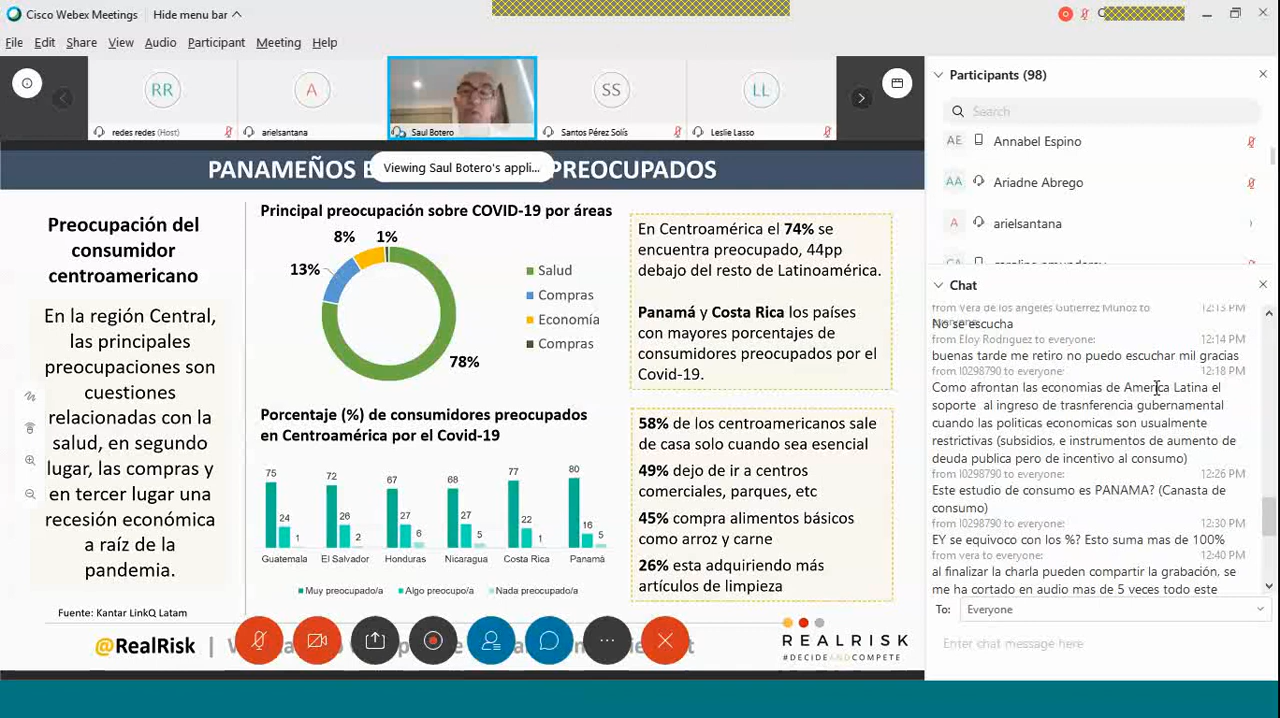 Cisco Webex Meetings
Hide menu bar
File Edit Share View Audio Participant Meeting Help
RR
redes redes (Host)
A
arielsantana
Saul Botero
SS
Santos Pérez Solís
LL
Leslie Lasso
Viewing Saul Botero's appli...
PANAMEÑOS
PREOCUPADOS
Preocupación del
consumidor
centroamericano
En la región Central,
las principales
preocupaciones son
cuestiones
relacionadas con la
salud, en segundo
lugar, las compras y
en tercer lugar una
recesión económica
a raíz de la
pandemia.
Fuente: Kantar LinkQ Latam
Principal preocupación sobre COVID-19 por áreas
8% 1%
13%
78%
Salud
Compras
Economía
Compras
Porcentaje (%) de consumidores preocupados
en Centroamérica por el Covid-19
75 24 1
72 26 2
67 27 6
68 27 5
77 22 1
80 16 5
Guatemala El Salvador Honduras Nicaragua Costa Rica Panamá
Muy preocupado/a Algo preocupo/a Nada preocupado/a
En Centroamérica el 74% se
encuentra preocupado, 44pp
debajo del resto de Latinoamérica.
Panamá y Costa Rica los países
con mayores porcentajes de
consumidores preocupados por el
Covid-19.
58% de los centroamericanos sale
de casa solo cuando sea esencial
49% dejo de ir a centros
comerciales, parques, etc
45% compra alimentos básicos
como arroz y carne
26% esta adquiriendo más
artículos de limpieza
@RealRisk |
REALRISK
#DECIDEANDCOMPETE
Participants (98)
Search
AE Annabel Espino
AA Ariadne Abrego
A arielsantana
Chat
from Vera de los angeles Gutierrez Munoz to
12:13 PM
No se escucha
from Eloy Rodriguez to everyone: 12:14 PM
buenas tarde me retiro no puedo escuchar mil gracias
from I0298790 to everyone: 12:18 PM
Como afrontan las economias de America Latina el
soporte al ingreso de trasnferencia gubernamental
cuando las politicas economicas son usualmente
restrictivas (subsidios, e instrumentos de aumento de
deuda publica pero de incentivo al consumo)
from I0298790 to everyone: 12:26 PM
Este estudio de consumo es PANAMA? (Canasta de
consumo)
from I0298790 to everyone: 12:30 PM
EY se equivoco con los %? Esto suma mas de 100%
from vera to everyone: 12:40 PM
al finalizar la charla pueden compartir la grabación, se
me ha cortado en audio mas de 5 veces todo este
To: Everyone
Enter chat message here